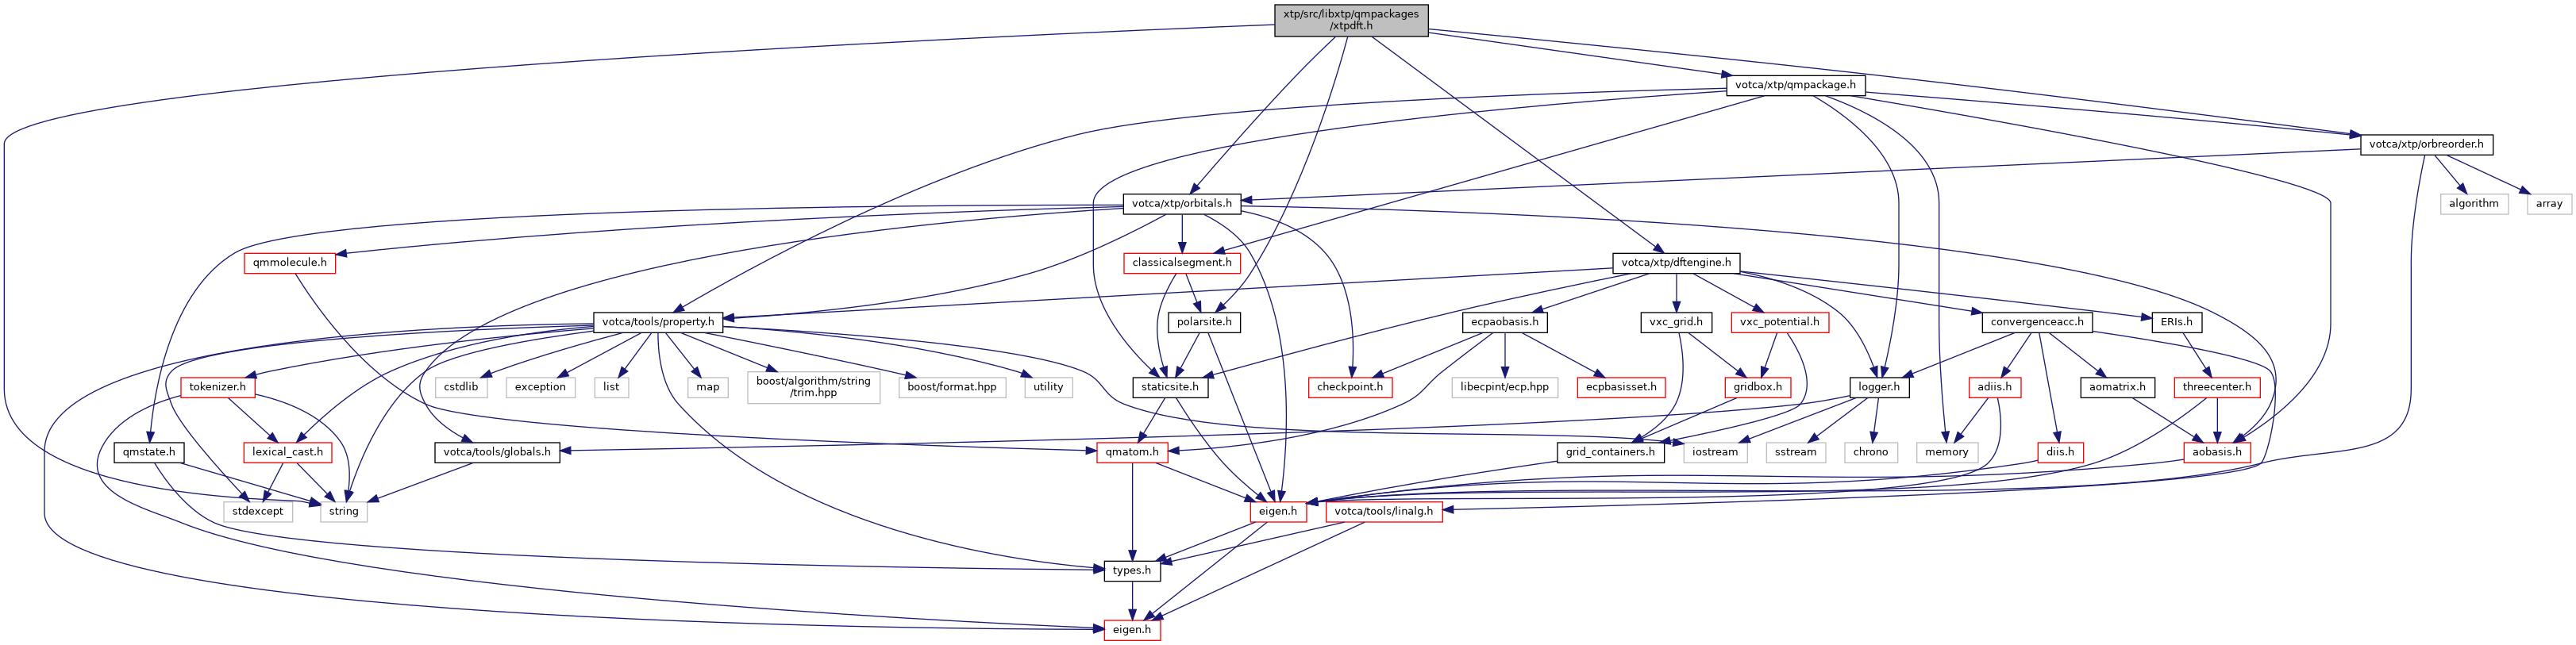 xtp/src/libxtp/qmpackages
/xtpdft.h
votca/xtp/qmpackage.h
votca/xtp/orbreorder.h
votca/xtp/orbitals.h
algorithm
array
qmmolecule.h
classicalsegment.h
votca/xtp/dftengine.h
votca/tools/property.h
polarsite.h
ecpaobasis.h
vxc_grid.h
vxc_potential.h
convergenceacc.h
ERIs.h
tokenizer.h
cstdlib
exception
list
map
boost/algorithm/string
/trim.hpp
boost/format.hpp
utility
staticsite.h
checkpoint.h
libecpint/ecp.hpp
ecpbasisset.h
gridbox.h
logger.h
adiis.h
aomatrix.h
threecenter.h
qmstate.h
lexical_cast.h
votca/tools/globals.h
qmatom.h
grid_containers.h
iostream
sstream
chrono
memory
diis.h
aobasis.h
stdexcept
string
eigen.h
votca/tools/linalg.h
types.h
eigen.h